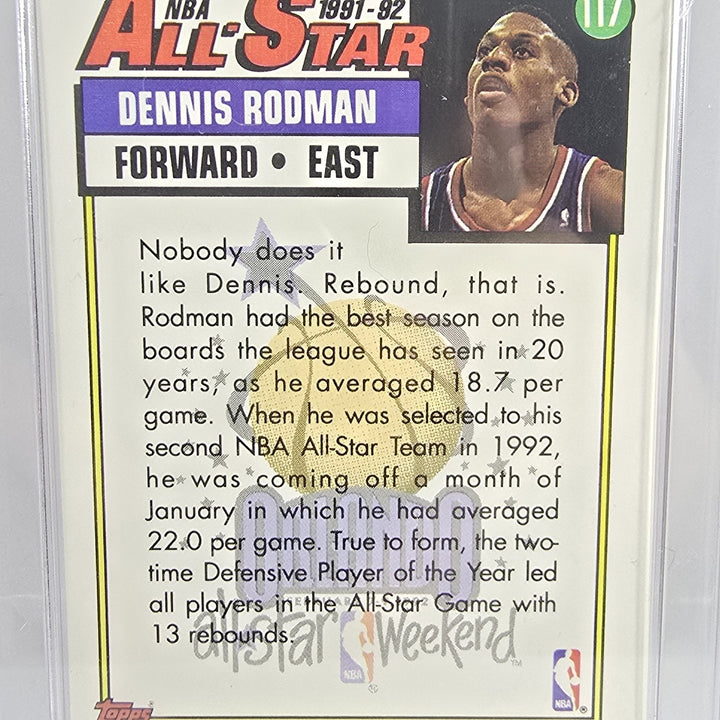 NBA 1991-92
ALL-STAR
117
DENNIS RODMAN
FORWARD • EAST
Nobody does it
like Dennis. Rebound, that is.
Rodman had the best season on the
boards the league has seen in 20
years, as he averaged 18.7 per
game. When he was selected to his
second NBA All-Star Team in 1992,
he was coming off a month of
January in which he had averaged
22.0 per game. True to form, the two-
time Defensive Player of the Year led
all players in the All-Star Game with
13 rebounds.
ORLANDO
all-star weekend™
NBA®
NBA®
Topps®